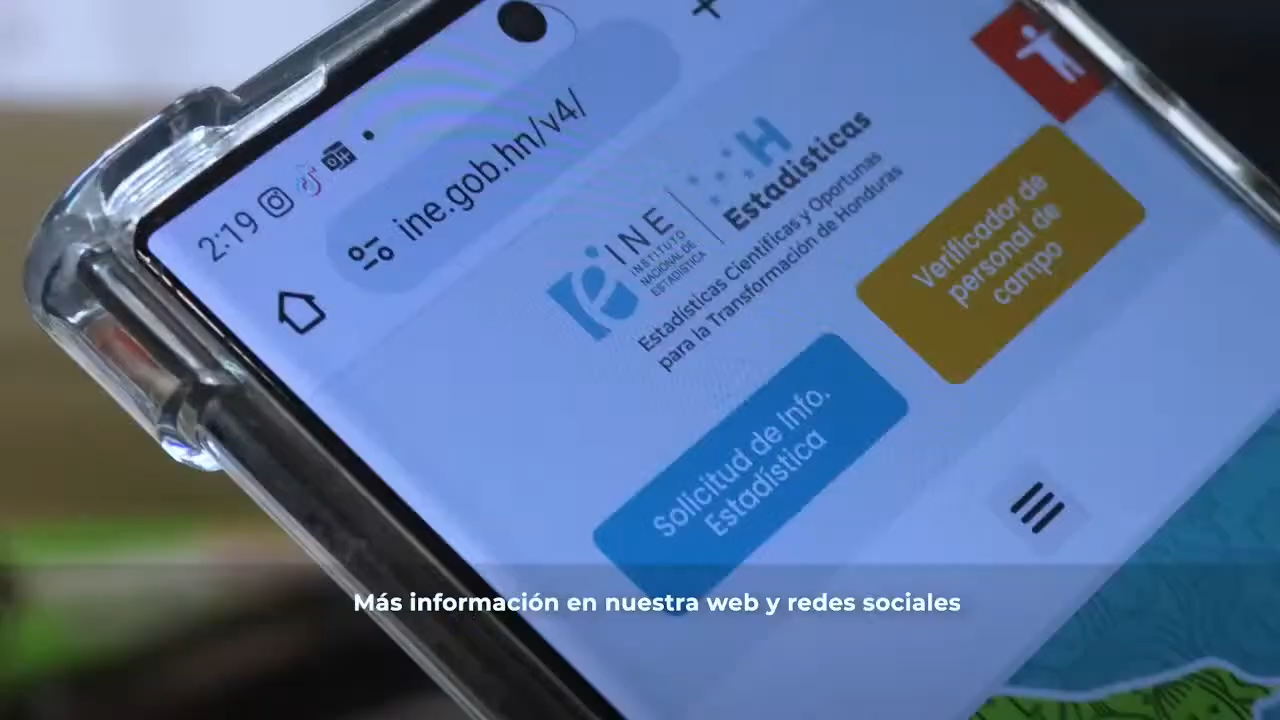 2:19
ine.gob.hn/v4/
INE
INSTITUTO
NACIONAL DE
ESTADÍSTICA
H
Estadísticas
Estadísticas Científicas y Oportunas
para la Transformación de Honduras
Verificador de
personal de
campo
Solicitud de Info.
Estadística
Más información en nuestra web y redes sociales